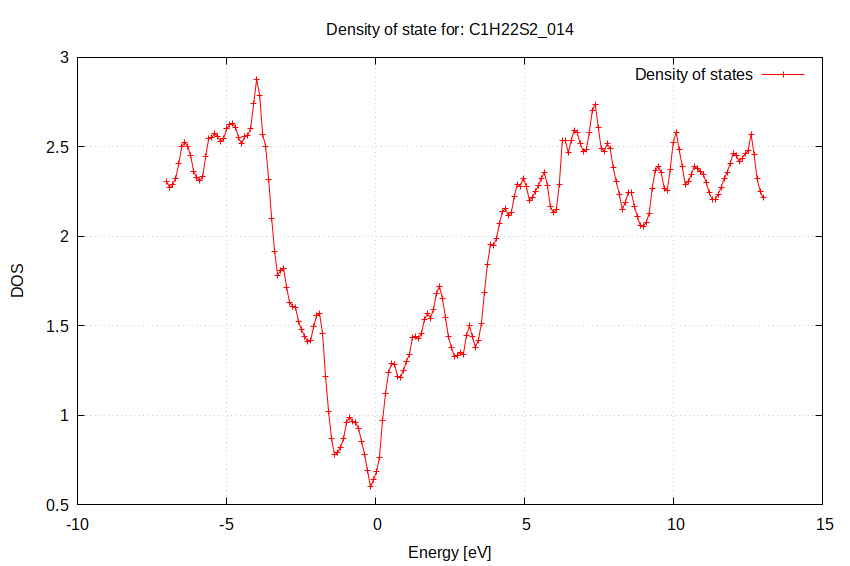 Density of state for: C1H22S2_014
Density of states
3
2.5
2
1.5
1
0.5
DOS
-10 -5 0 5 10 15
Energy [eV]